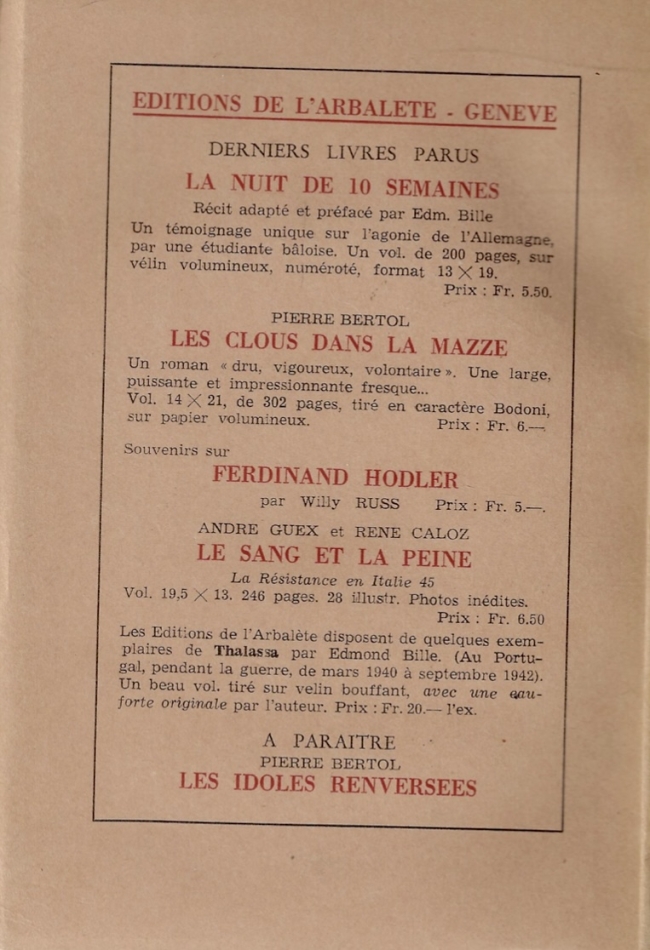 EDITIONS DE L'ARBALETE - GENEVE
DERNIERS LIVRES PARUS
LA NUIT DE 10 SEMAINES
Récit adapté et préfacé par Edm. Bille
Un témoignage unique sur l'agonie de l'Allemagne,
par une étudiante bâloise. Un vol. de 200 pages, sur
vélin volumineux, numéroté, format 13 × 19.
Prix : Fr. 5.50.
PIERRE BERTOL
LES CLOUS DANS LA MAZZE
Un roman « dru, vigoureux, volontaire ». Une large,
puissante et impressionnante fresque...
Vol. 14 × 21, de 302 pages, tiré en caractère Bodoni,
sur papier volumineux. Prix : Fr. 6.—
Souvenirs sur
FERDINAND HODLER
par Willy RUSS Prix : Fr. 5.—.
ANDRE GUEX et RENE CALOZ
LE SANG ET LA PEINE
La Résistance en Italie 45
Vol. 19,5 × 13. 246 pages. 28 illustr. Photos inédites.
Prix : Fr. 6.50
Les Editions de l'Arbalète disposent de quelques exem-
plaires de Thalassa par Edmond Bille. (Au Portu-
gal, pendant la guerre, de mars 1940 à septembre 1942).
Un beau vol. tiré sur velin bouffant, avec une eau-
forte originale par l'auteur. Prix : Fr. 20.— l'ex.
A PARAITRE
PIERRE BERTOL
LES IDOLES RENVERSEES